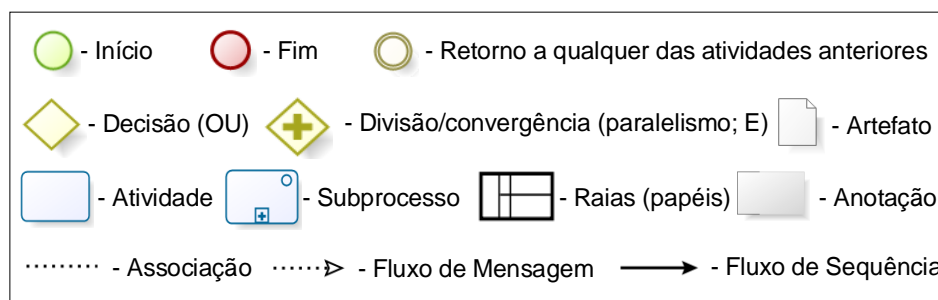 - Início - Fim - Retorno a qualquer das atividades anteriores
- Decisão (OU) - Divisão/convergência (paralelismo; E) - Artefato
- Atividade - Subprocesso - Raias (papéis) - Anotação
- Associação - Fluxo de Mensagem - Fluxo de Sequência